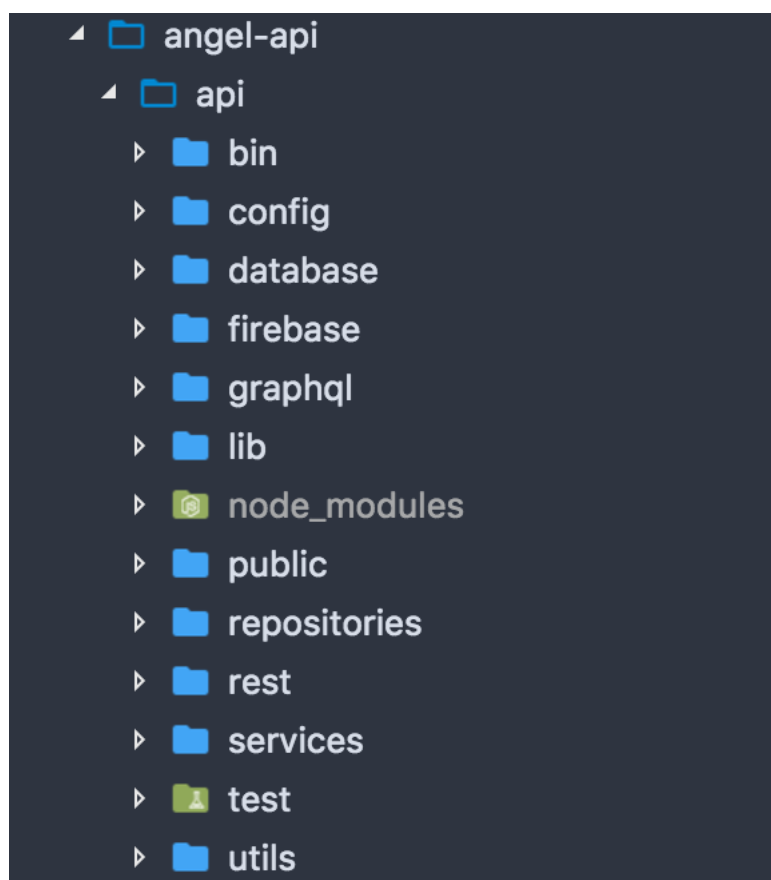 angel-api
api
bin
config
database
firebase
graphql
lib
node_modules
public
repositories
rest
services
test
utils